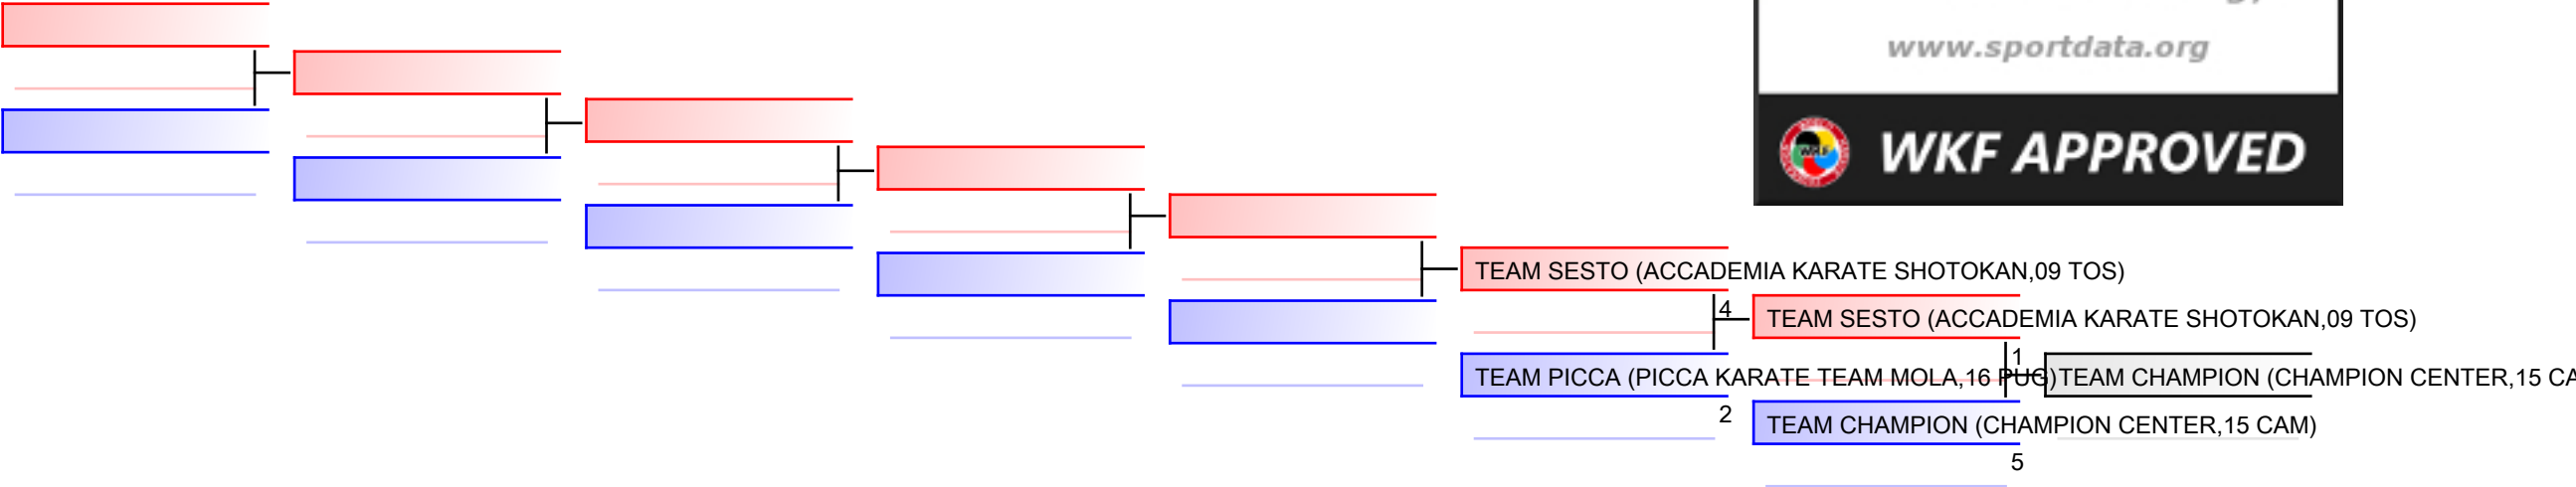 www.sportdata.org
WKF APPROVED
TEAM SESTO (ACCADEMIA KARATE SHOTOKAN,09 TOS)
4
TEAM SESTO (ACCADEMIA KARATE SHOTOKAN,09 TOS)
1
TEAM PICCA (PICCA KARATE TEAM MOLA,16 PUG)
TEAM CHAMPION (CHAMPION CENTER,15 CA
2
TEAM CHAMPION (CHAMPION CENTER,15 CAM)
5